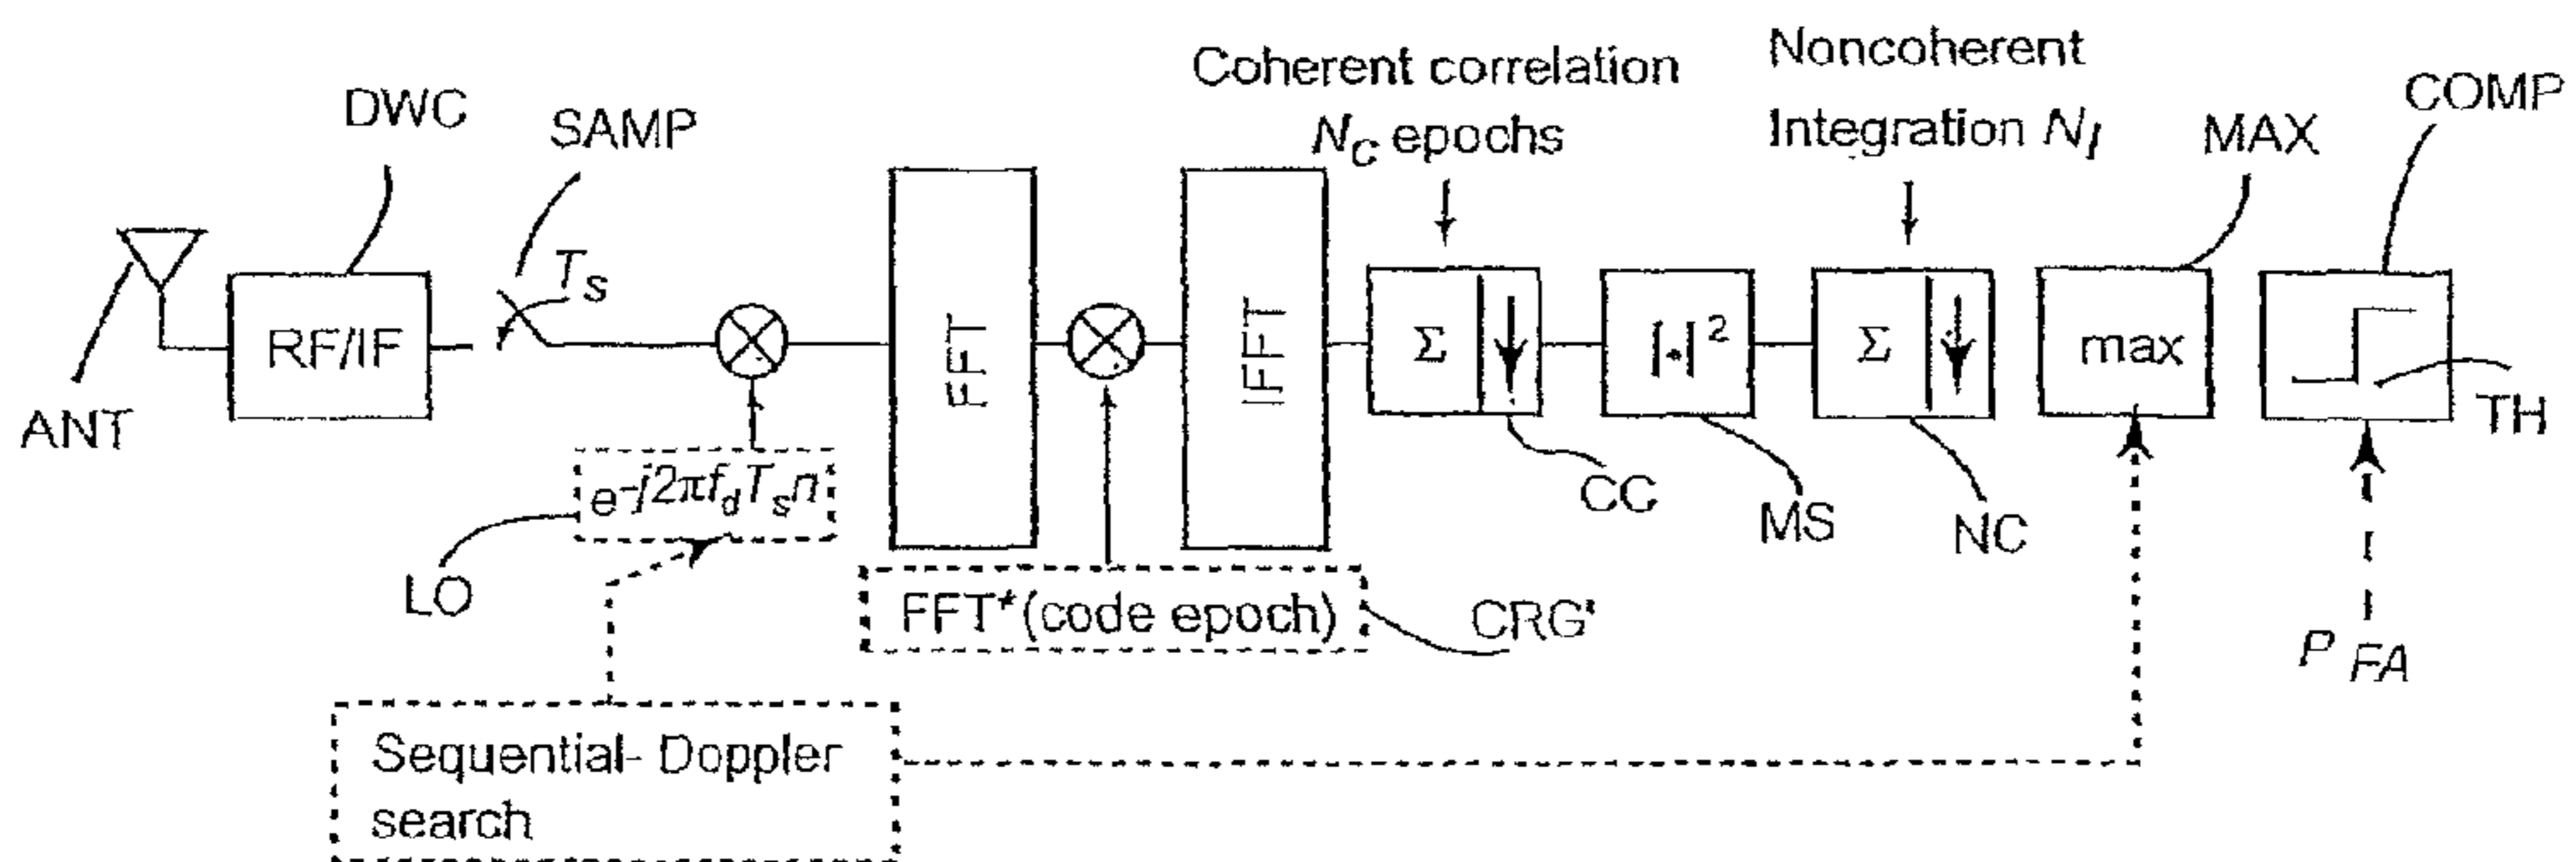 Coherent correlation
N_C epochs
Noncoherent
Integration N_I
COMP
DWC
SAMP
MAX
T_s
RF/IF
FFT
IFFT
Σ
|•|²
Σ
max
ANT
TH
e^-j2πf_dT_sn
CC
MS
NC
LO
FFT*(code epoch)
CRG'
P_FA
Sequential- Doppler
search